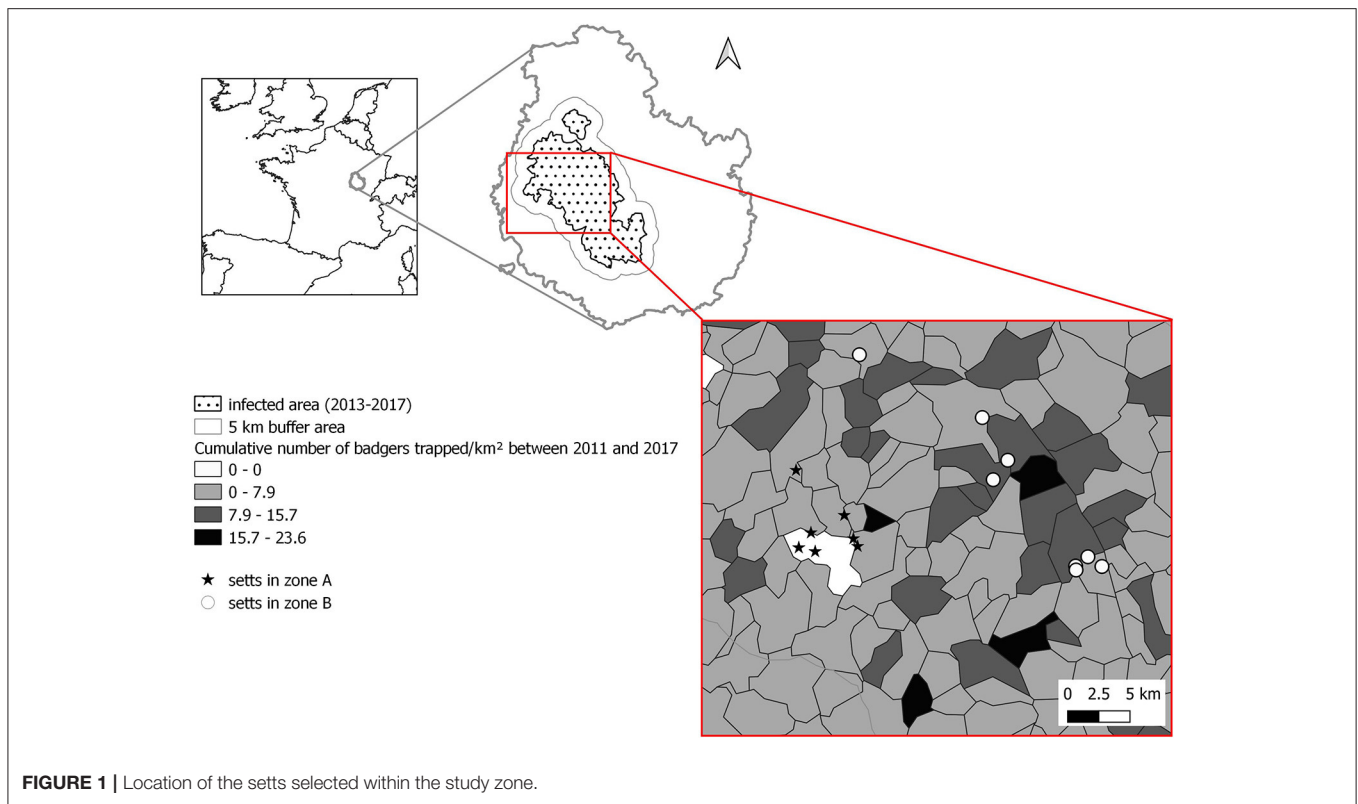 infected area (2013-2017)
5 km buffer area
Cumulative number of badgers trapped/km² between 2011 and 2017
0 - 0
0 - 7.9
7.9 - 15.7
15.7 - 23.6
setts in zone A
setts in zone B
0 2.5 5 km
FIGURE 1 | Location of the setts selected within the study zone.